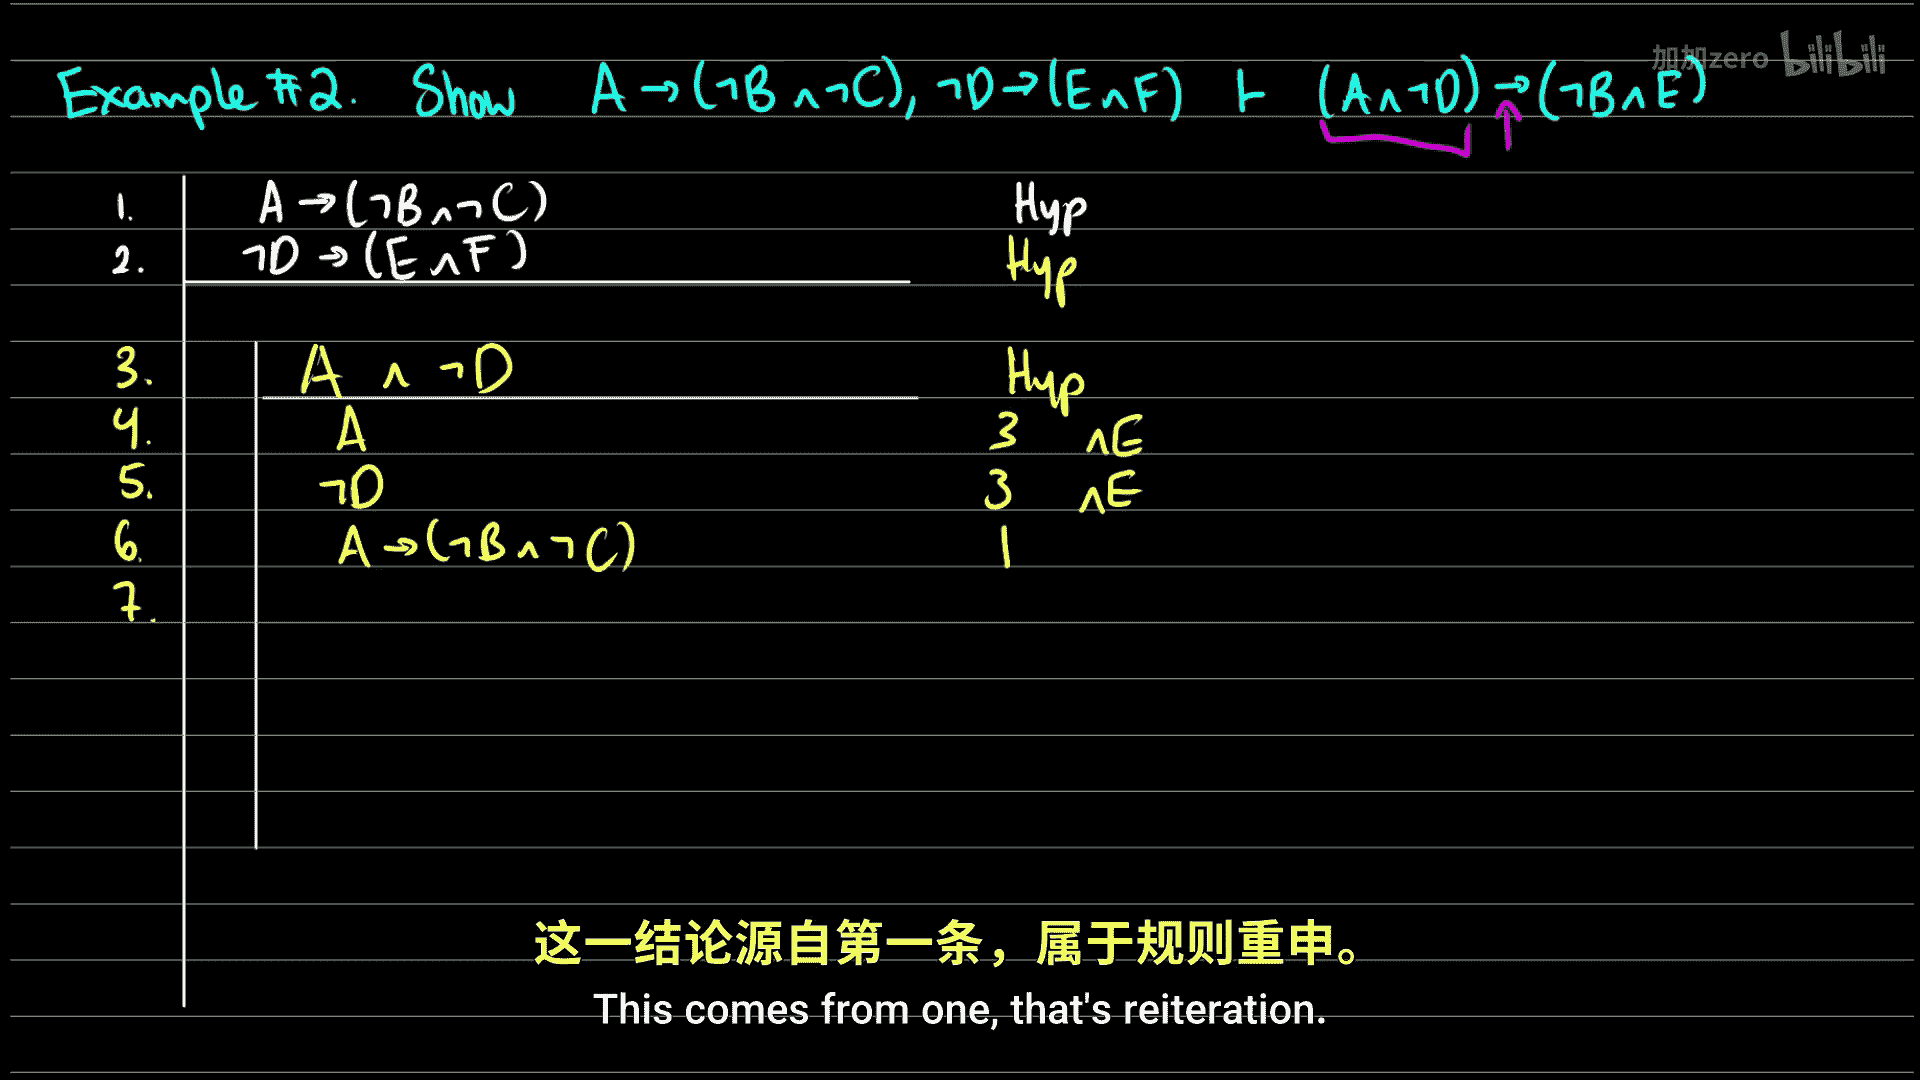 加加zero bilibili
Example #2. Show A → (¬B ∧ ¬C), ¬D → (E ∧ F) ⊢ (A ∧ ¬D) → (¬B ∧ E)
1. A → (¬B ∧ ¬C) Hyp
2. ¬D → (E ∧ F) Hyp
3. A ∧ ¬D Hyp
4. A 3 ∧E
5. ¬D 3 ∧E
6. A → (¬B ∧ ¬C) 1
7.
这一结论源自第一条，属于规则重申。
This comes from one, that's reiteration.